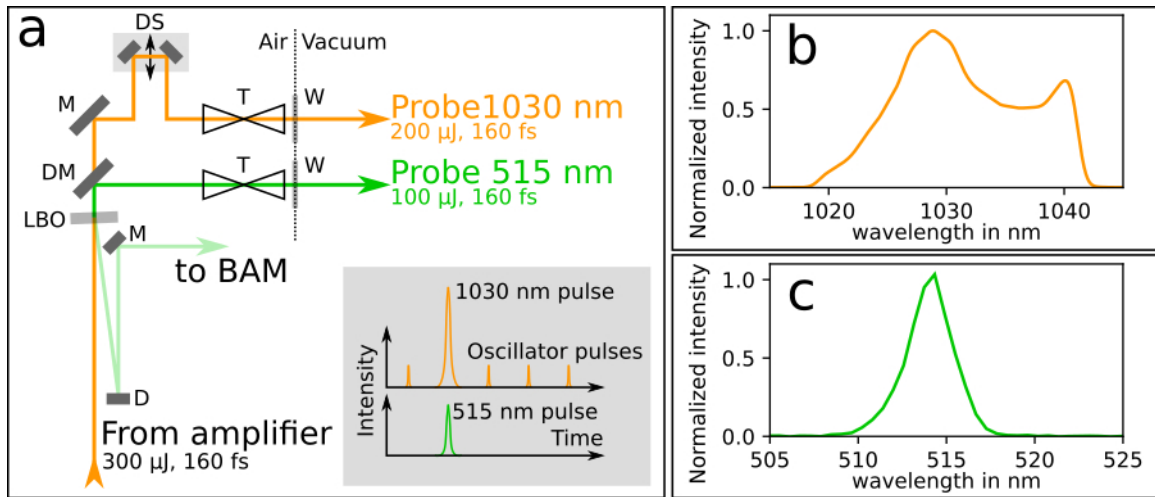 a
DS
Air
Vacuum
M
T
W
Probe1030 nm
200 µJ, 160 fs
DM
T
W
Probe 515 nm
100 µJ, 160 fs
LBO
M
to BAM
D
From amplifier
300 µJ, 160 fs
1030 nm pulse
Oscillator pulses
Intensity
515 nm pulse
Time
b
Normalized intensity
1.0
0.5
0.0
1020
1030
1040
wavelength in nm
c
Normalized intensity
1.0
0.5
0.0
505
510
515
520
525
wavelength in nm